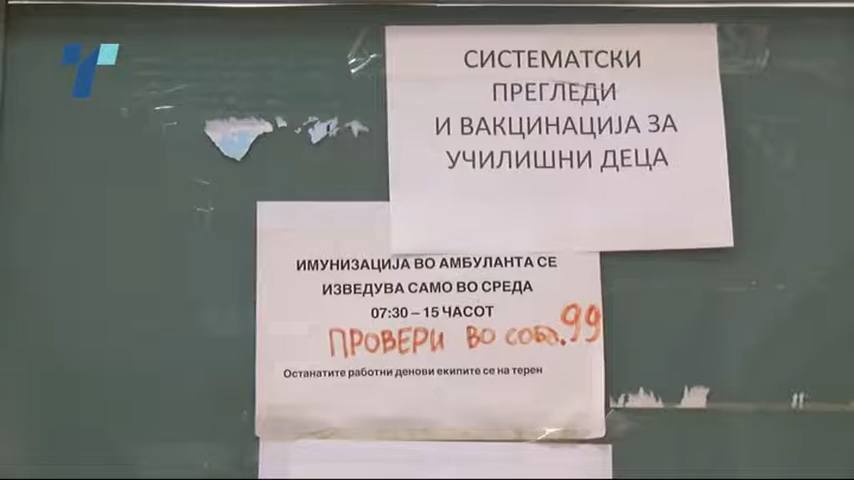 СИСТЕМАТСКИ
ПРЕГЛЕДИ
И ВАКЦИНАЦИЈА ЗА
УЧИЛИШНИ ДЕЦА
ИМУНИЗАЦИЈА ВО АМБУЛАНТА СЕ
ИЗВЕДУВА САМО ВО СРЕДА
07:30 – 15 ЧАСОТ
ПРОВЕРИ ВО СОБА.99
Останатите работни денови екипите се на терен